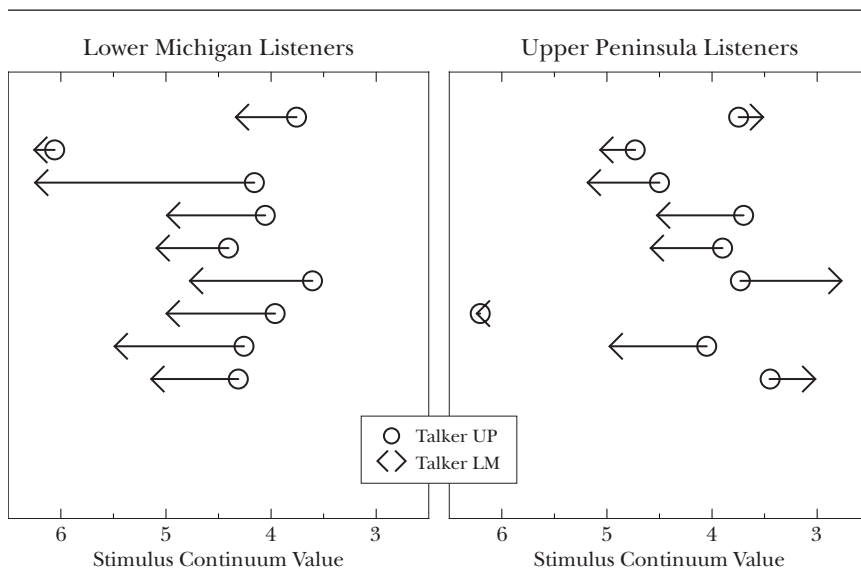 Lower Michigan Listeners
Upper Peninsula Listeners
Talker UP
Talker LM
6 5 4 3
6 5 4 3
Stimulus Continuum Value
Stimulus Continuum Value